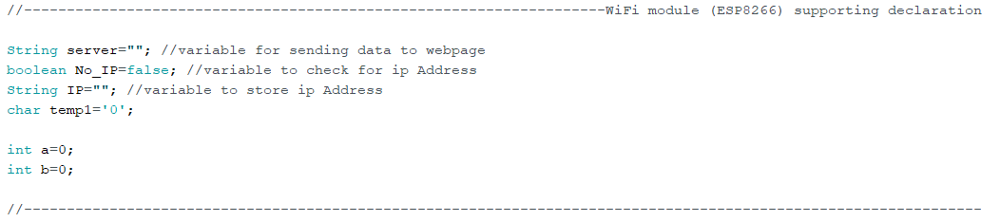 //--------------------------------------------------------------------WiFi module (ESP8266) supporting declaration
String server=""; //variable for sending data to webpage
boolean No_IP=false; //variable to check for ip Address
String IP=""; //variable to store ip Address
char temp1='0';
int a=0;
int b=0;
//----------------------------------------------------------------------------------------------------------------